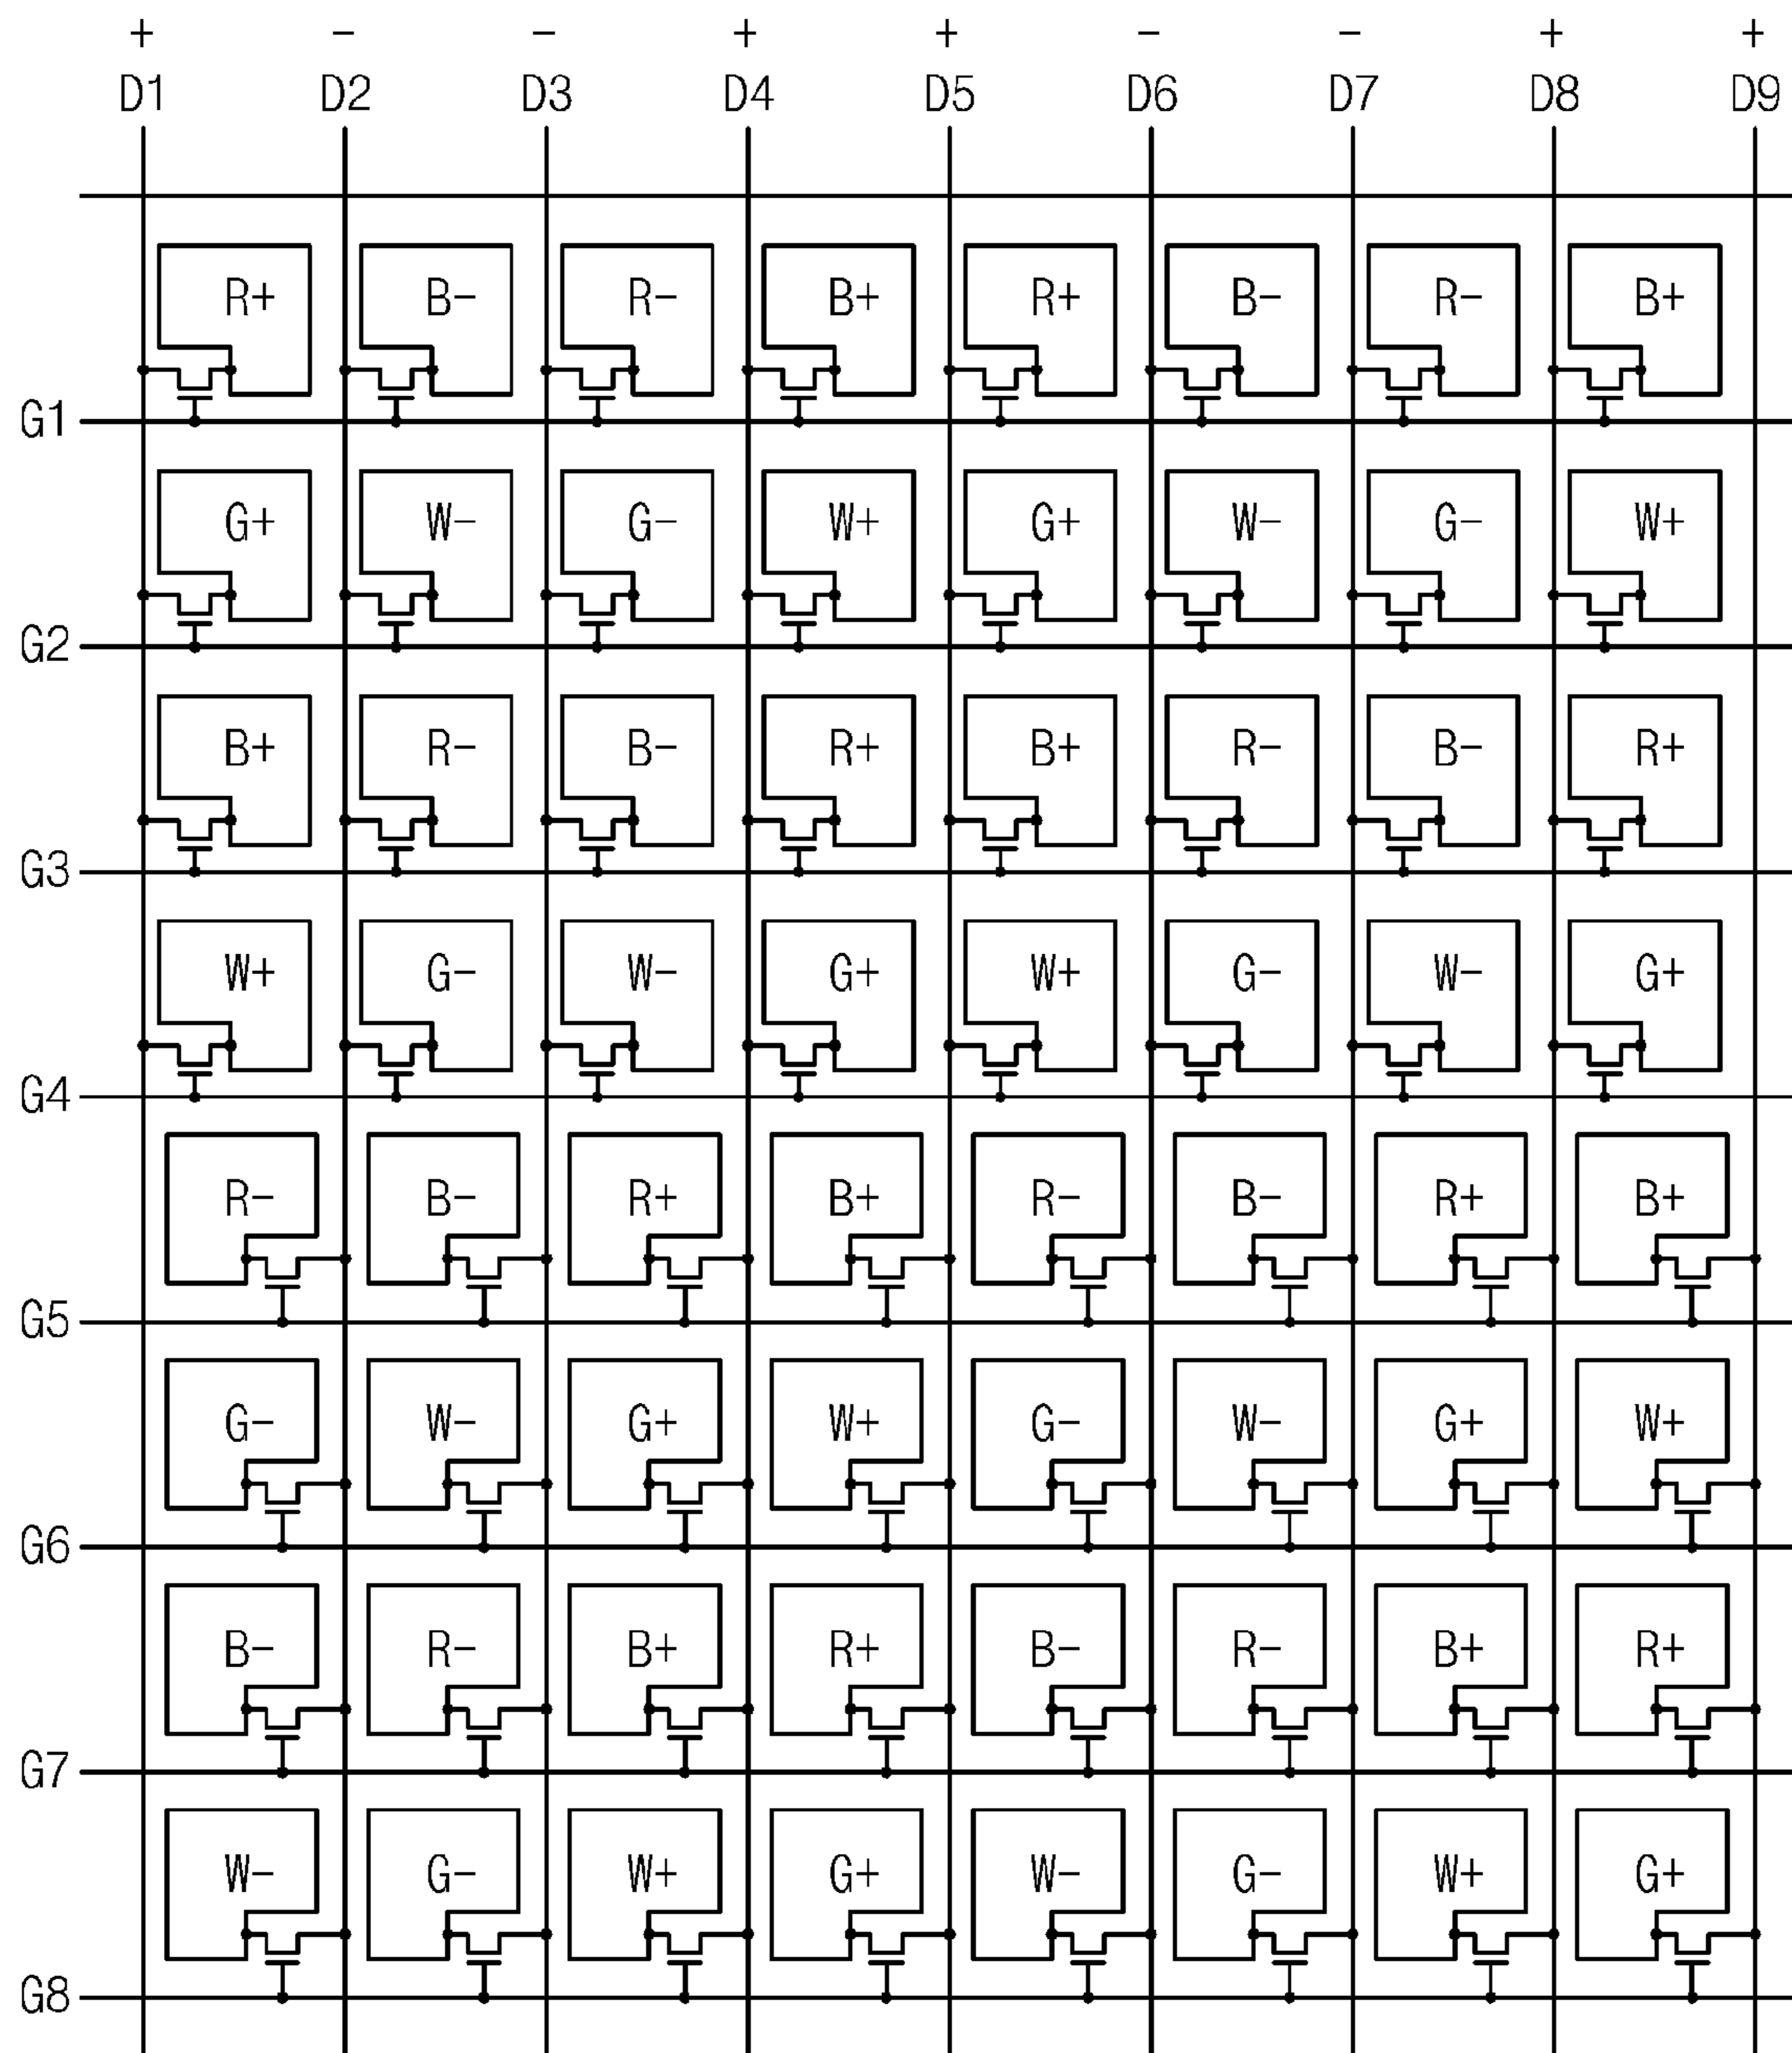 + - - + + - - + +
D1 D2 D3 D4 D5 D6 D7 D8 D9
R+ B- R- B+ R+ B- R- B+
G1
G+ W- G- W+ G+ W- G- W+
G2
B+ R- B- R+ B+ R- B- R+
G3
W+ G- W- G+ W+ G- W- G+
G4
R- B- R+ B+ R- B- R+ B+
G5
G- W- G+ W+ G- W- G+ W+
G6
B- R- B+ R+ B- R- B+ R+
G7
W- G- W+ G+ W- G- W+ G+
G8